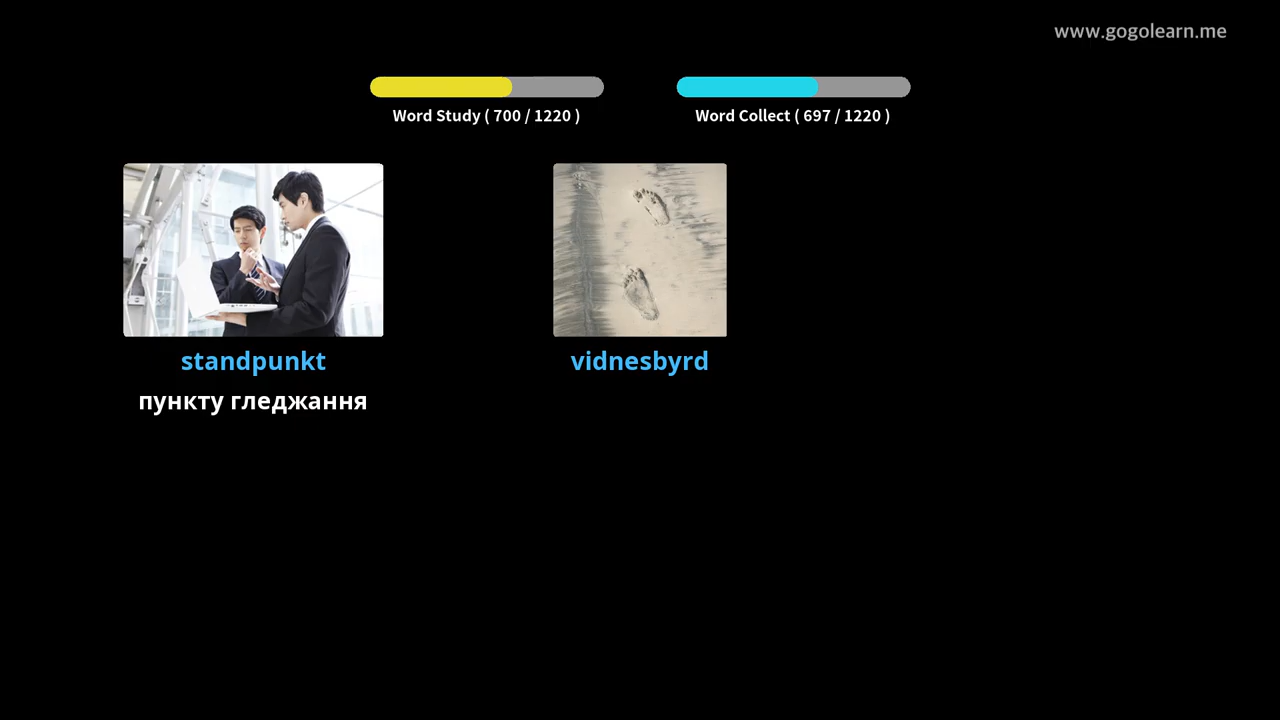 www.gogolearn.me
Word Study ( 700 / 1220 )
Word Collect ( 697 / 1220 )
standpunkt
vidnesbyrd
пункту гледжання